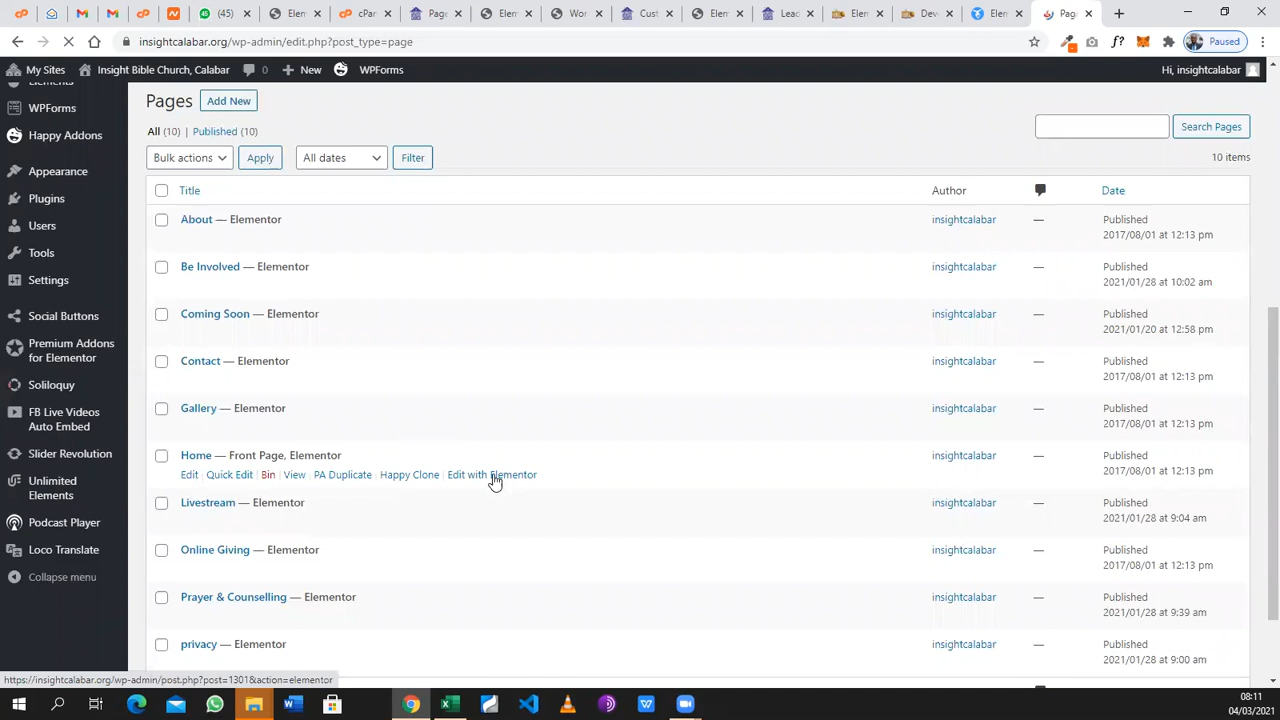 (45)
Elem
cPar
Page
Elem
Wor
Cust
Elem
Lead
Elem
Dev
Elem
Page
insightcalabar.org/wp-admin/edit.php?post_type=page
f?
Paused
My Sites
Insight Bible Church, Calabar
0
New
WPForms
Hi, insightcalabar
Elements
WPForms
Happy Addons
Appearance
Plugins
Users
Tools
Settings
Social Buttons
Premium Addons
for Elementor
Soliloquy
FB Live Videos
Auto Embed
Slider Revolution
Unlimited
Elements
Podcast Player
Loco Translate
Collapse menu
Pages
Add New
All (10) | Published (10)
Search Pages
Bulk actions
Apply
All dates
Filter
10 items
Title
Author
Date
About — Elementor
insightcalabar
—
Published
2017/08/01 at 12:13 pm
Be Involved — Elementor
insightcalabar
—
Published
2021/01/28 at 10:02 am
Coming Soon — Elementor
insightcalabar
—
Published
2021/01/20 at 12:58 pm
Contact — Elementor
insightcalabar
—
Published
2017/08/01 at 12:13 pm
Gallery — Elementor
insightcalabar
—
Published
2017/08/01 at 12:13 pm
Home — Front Page, Elementor
Edit | Quick Edit | Bin | View | PA Duplicate | Happy Clone | Edit with Elementor
insightcalabar
—
Published
2017/08/01 at 12:13 pm
Livestream — Elementor
insightcalabar
—
Published
2021/01/28 at 9:04 am
Online Giving — Elementor
insightcalabar
—
Published
2017/08/01 at 12:13 pm
Prayer & Counselling — Elementor
insightcalabar
—
Published
2021/01/28 at 9:39 am
privacy — Elementor
insightcalabar
—
Published
2021/01/28 at 9:00 am
https://insightcalabar.org/wp-admin/post.php?post=1301&action=elementor
08:11
04/03/2021